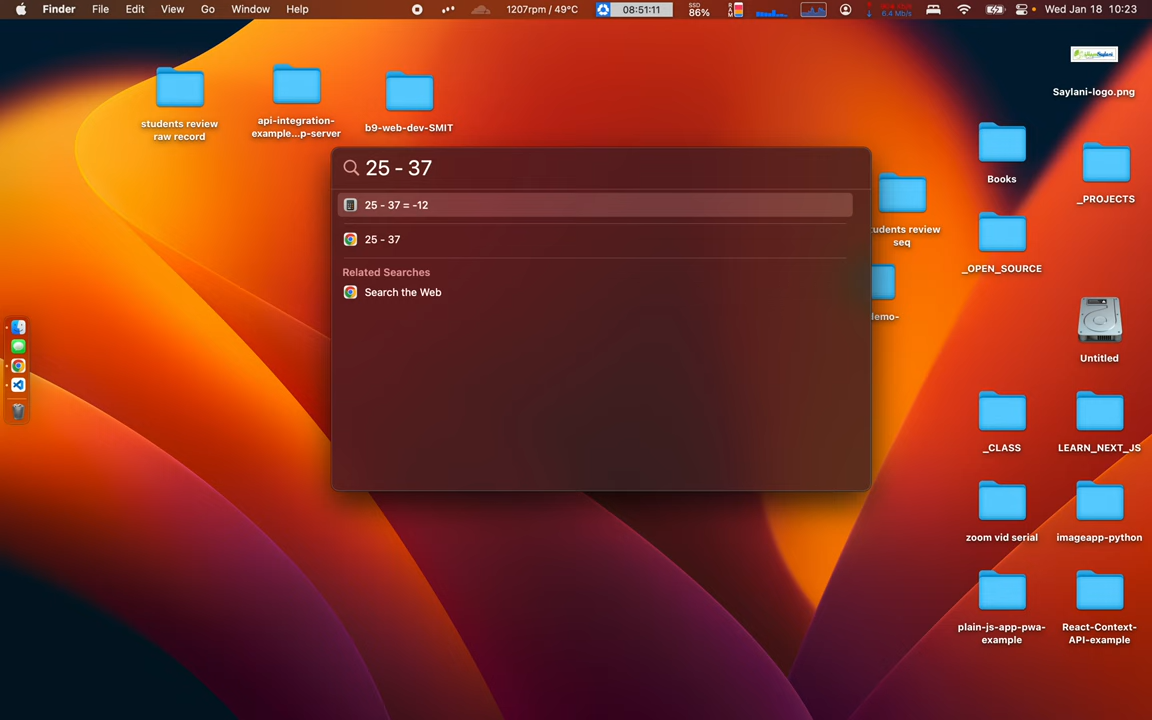 Finder File Edit View Go Window Help 1207rpm / 49°C 08:51:11 SSD 86% Wed Jan 18 10:23
students review
raw record
api-integration-
example...p-server
b9-web-dev-SMIT
Saylani-logo.png
25 - 37
25 - 37 = -12
25 - 37
Related Searches
Search the Web
Books
_PROJECTS
tudents review
seq
_OPEN_SOURCE
demo-
Untitled
_CLASS
LEARN_NEXT_JS
zoom vid serial
imageapp-python
plain-js-app-pwa-
example
React-Context-
API-example